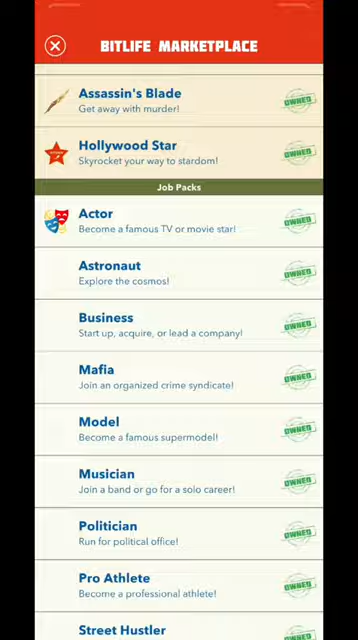 BITLIFE MARKETPLACE
Assassin's Blade
Get away with murder!
OWNED
Hollywood Star
Skyrocket your way to stardom!
OWNED
Job Packs
Actor
Become a famous TV or movie star!
OWNED
Astronaut
Explore the cosmos!
OWNED
Business
Start up, acquire, or lead a company!
OWNED
Mafia
Join an organized crime syndicate!
OWNED
Model
Become a famous supermodel!
OWNED
Musician
Join a band or go for a solo career!
OWNED
Politician
Run for political office!
OWNED
Pro Athlete
Become a professional athlete!
OWNED
Street Hustler